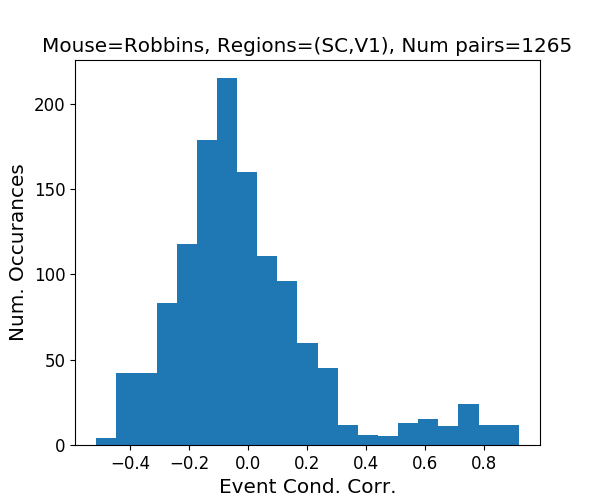 Mouse=Robbins, Regions=(SC,V1), Num pairs=1265
Num. Occurances
200
150
100
50
0
−0.4 −0.2 0.0 0.2 0.4 0.6 0.8
Event Cond. Corr.